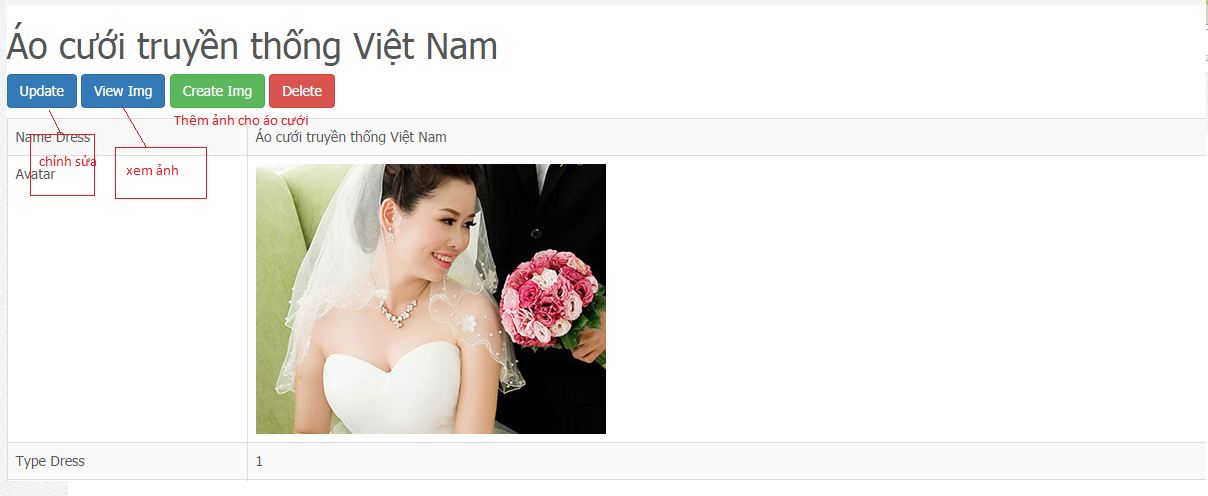 Áo cưới truyền thống Việt Nam
Update View Img Create Img Delete
Thêm ảnh cho áo cưới
Name Dress Áo cưới truyền thống Việt Nam
chỉnh sửa
xem ảnh
Avatar
Type Dress 1